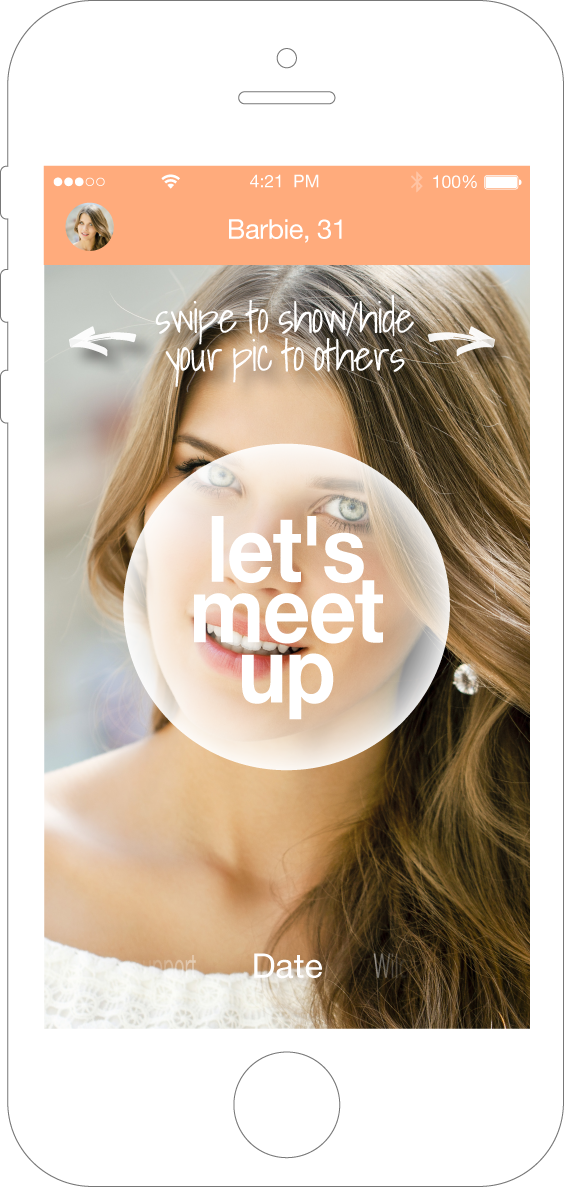 4:21 PM
100%
Barbie, 31
swipe to show/hide
your pic to others
let's
meet
up
Date